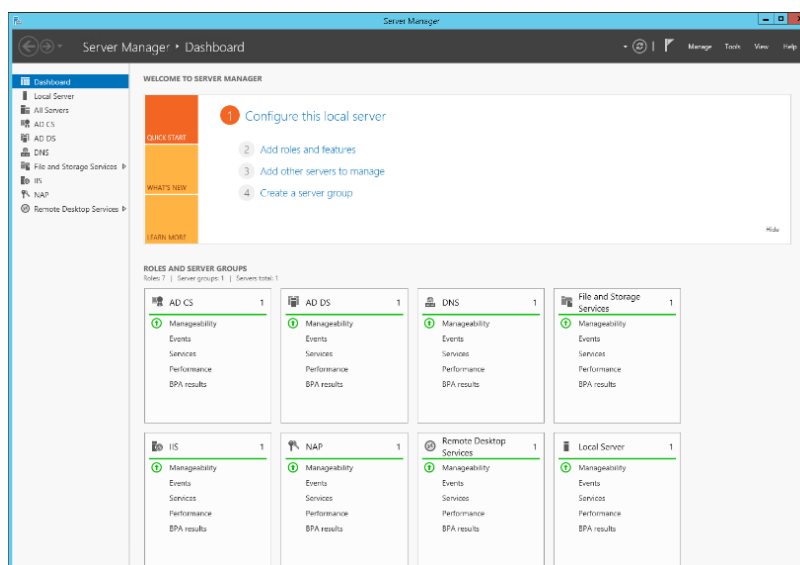 Server Manager
Server Manager • Dashboard
Manage Tools View Help
Dashboard
Local Server
All Servers
AD CS
AD DS
DNS
File and Storage Services
IIS
NAP
Remote Desktop Services
WELCOME TO SERVER MANAGER
QUICK START
WHAT'S NEW
LEARN MORE
1 Configure this local server
2 Add roles and features
3 Add other servers to manage
4 Create a server group
Hide
ROLES AND SERVER GROUPS
Roles: 7 | Server groups: 1 | Servers total: 1
AD CS 1
Manageability
Events
Services
Performance
BPA results
AD DS 1
Manageability
Events
Services
Performance
BPA results
DNS 1
Manageability
Events
Services
Performance
BPA results
File and Storage
Services 1
Manageability
Events
Services
Performance
BPA results
IIS 1
Manageability
Events
Services
Performance
BPA results
NAP 1
Manageability
Events
Services
Performance
BPA results
Remote Desktop
Services 1
Manageability
Events
Services
Performance
BPA results
Local Server 1
Manageability
Events
Services
Performance
BPA results